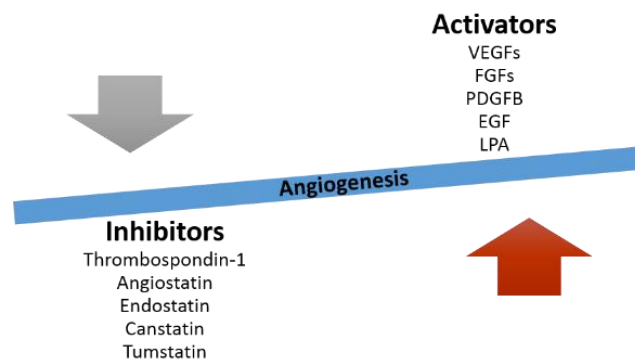 Activators
VEGFs
FGFs
PDGFB
EGF
LPA
Angiogenesis
Inhibitors
Thrombospondin-1
Angiostatin
Endostatin
Canstatin
Tumstatin